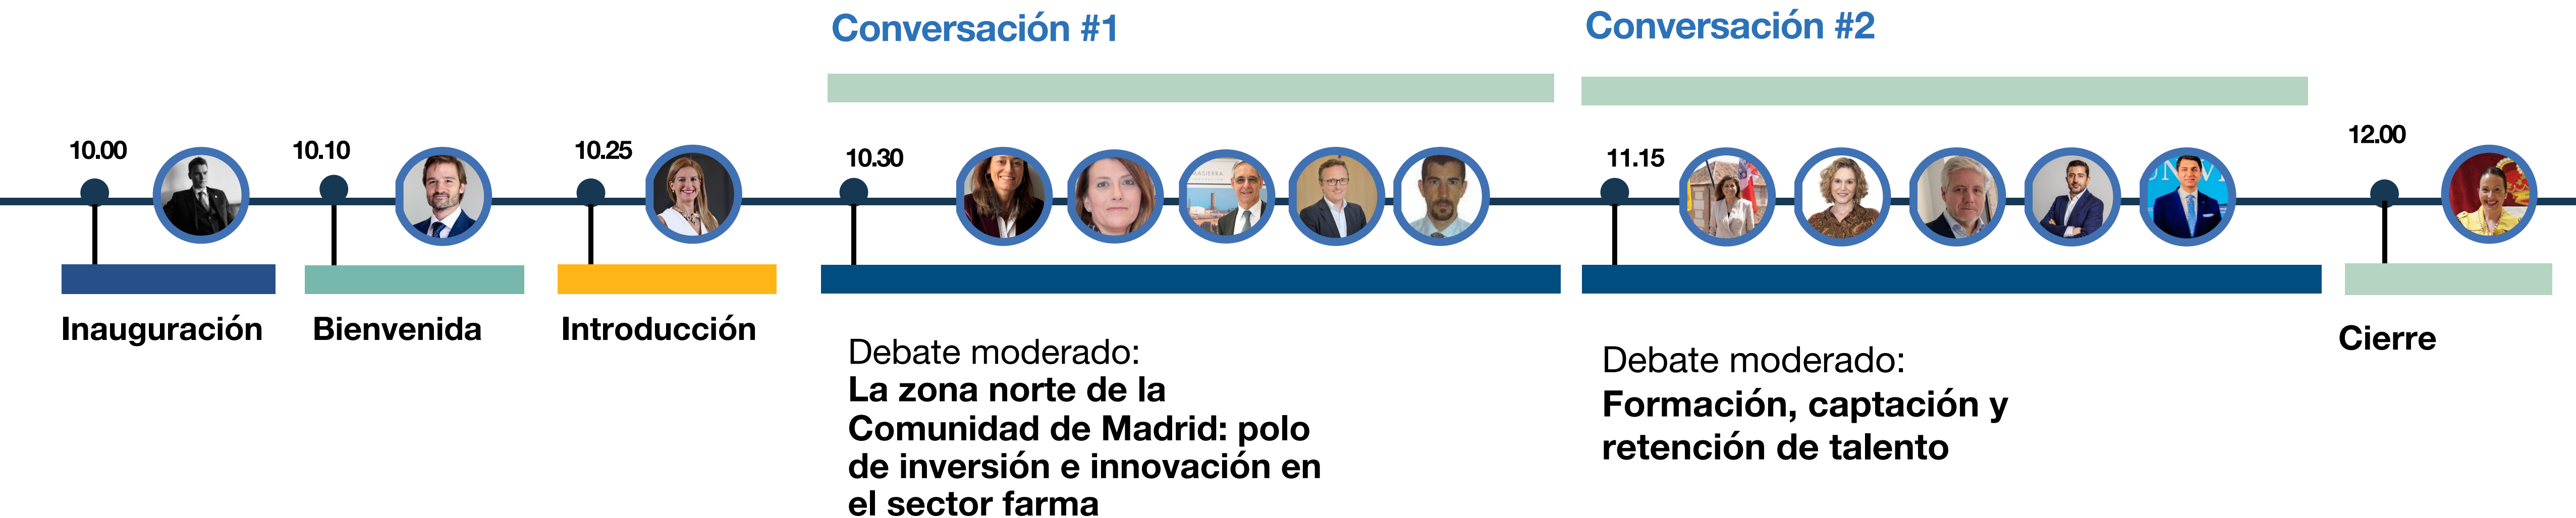 Conversación #1
Conversación #2
10.00
10.10
10.25
10.30
11.15
12.00
Inauguración
Bienvenida
Introducción
Debate moderado:
La zona norte de la
Comunidad de Madrid: polo
de inversión e innovación en
el sector farma
Debate moderado:
Formación, captación y
retención de talento
Cierre